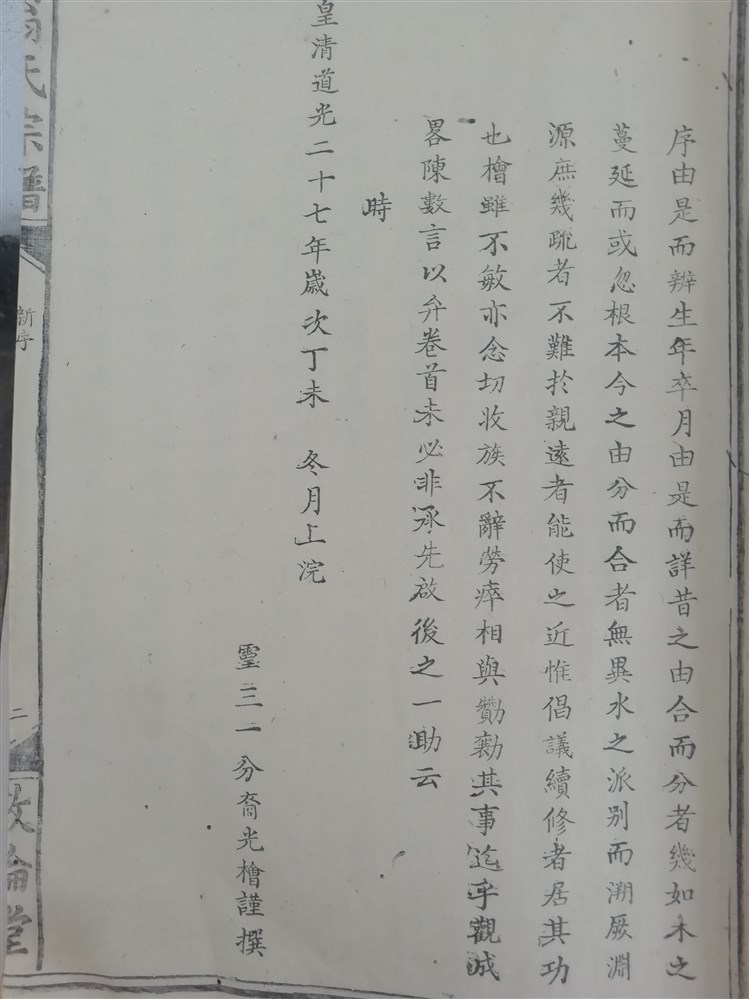 序由是而辨生年卒月由是而詳昔之由合而分者幾如木之
蔓延而或忽根本今之由分而合者無異水之派別而溯厥淵
源庶幾疏者不難於親遠者能使之近惟倡議續修者居其功
也檜雖不敏亦念切收族不辭勞瘁相與勷勷其事迄乎觀成
畧陳數言以弁卷首未必非承先啟後之一助云
時
皇清道光二十七年歲次丁未 冬月上浣
靈三一分裔光檜謹撰
氏宗譜
新序
二
敦倫堂